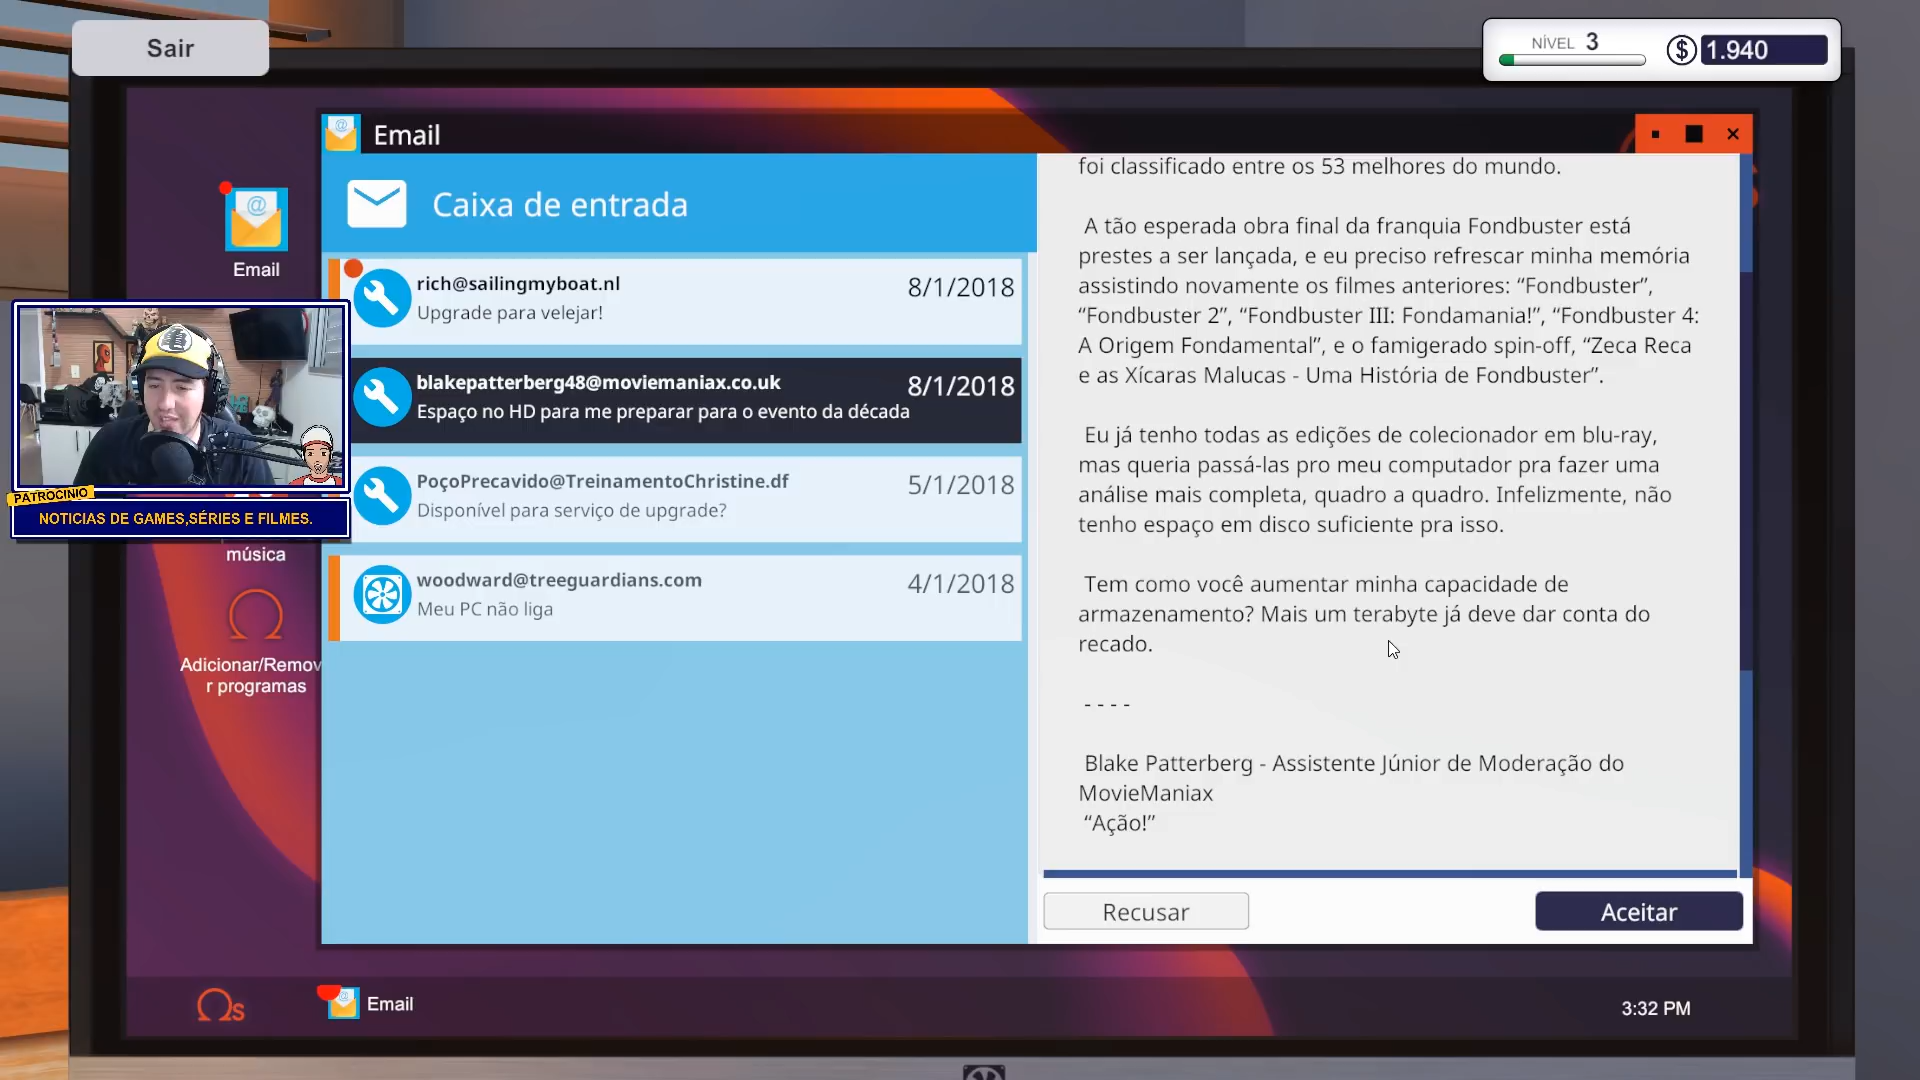 Sair
NÍVEL 3
$ 1.940
Email
Email
Caixa de entrada
rich@sailingmyboat.nl
8/1/2018
Upgrade para velejar!
blakepatterberg48@moviemaniax.co.uk
8/1/2018
Espaço no HD para me preparar para o evento da década
PoçoPrecavido@TreinamentoChristine.df
5/1/2018
Disponível para serviço de upgrade?
woodward@treeguardians.com
4/1/2018
Meu PC não liga
PATROCINIO
NOTICIAS DE GAMES,SÉRIES E FILMES.
música
Adicionar/Remov
r programas
foi classificado entre os 53 melhores do mundo.
A tão esperada obra final da franquia Fondbuster está
prestes a ser lançada, e eu preciso refrescar minha memória
assistindo novamente os filmes anteriores: “Fondbuster”,
“Fondbuster 2”, “Fondbuster III: Fondamania!”, “Fondbuster 4:
A Origem Fondamental”, e o famigerado spin-off, “Zeca Reca
e as Xícaras Malucas - Uma História de Fondbuster”.
Eu já tenho todas as edições de colecionador em blu-ray,
mas queria passá-las pro meu computador pra fazer uma
análise mais completa, quadro a quadro. Infelizmente, não
tenho espaço em disco suficiente pra isso.
Tem como você aumentar minha capacidade de
armazenamento? Mais um terabyte já deve dar conta do
recado.
- - - -
Blake Patterberg - Assistente Júnior de Moderação do
MovieManiax
“Ação!”
Recusar
Aceitar
Ωs
Email
3:32 PM